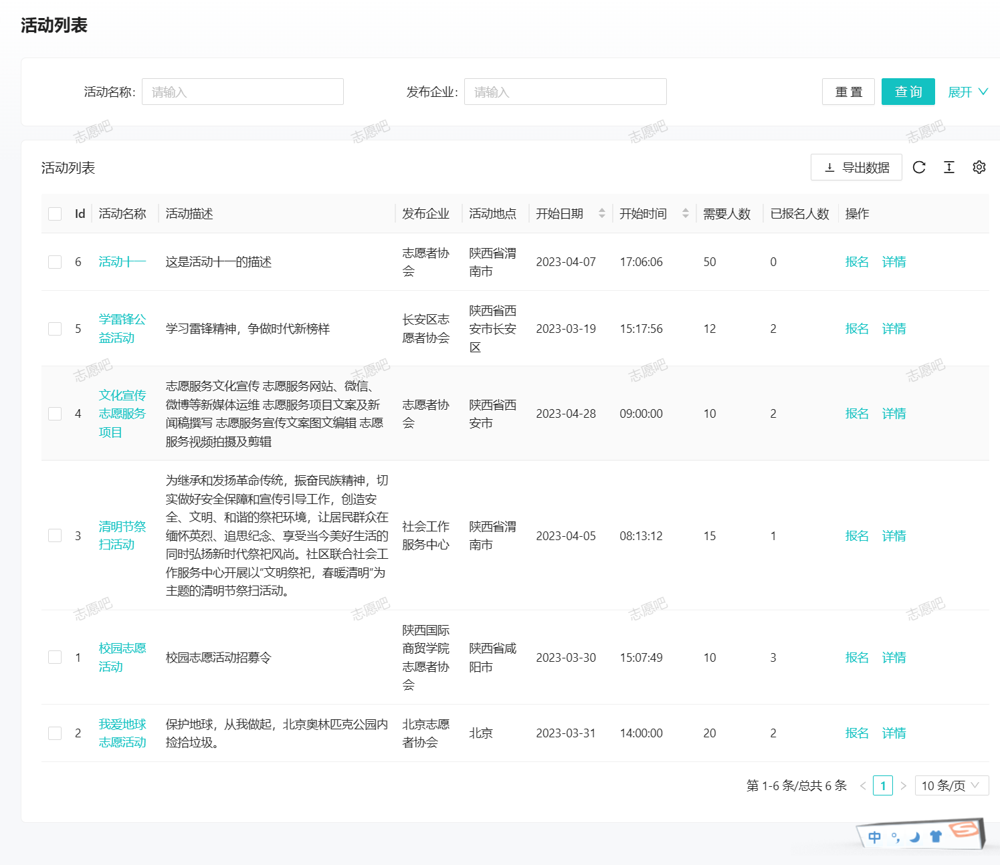 活动列表
活动名称: 请输入 发布企业: 请输入 重 置 查 询 展开
志愿吧 志愿吧 志愿吧 志愿吧
活动列表 导出数据
Id 活动名称 活动描述 发布企业 活动地点 开始日期 开始时间 需要人数 已报名人数 操作
6 活动十一 这是活动十一的描述 志愿者协会 陕西省渭南市 2023-04-07 17:06:06 50 0 报名 详情
5 学雷锋公益活动 学习雷锋精神，争做时代新榜样 长安区志愿者协会 陕西省西安市长安区 2023-03-19 15:17:56 12 2 报名 详情
志愿吧 志愿吧 志愿吧 志愿吧
4 文化宣传志愿服务项目 志愿服务文化宣传 志愿服务网站、微信、
微博等新媒体运维 志愿服务项目文案及新
闻稿撰写 志愿服务宣传文案图文编辑 志愿
服务视频拍摄及剪辑 志愿者协会 陕西省西安市 2023-04-28 09:00:00 10 2 报名 详情
3 清明节祭扫活动 为继承和发扬革命传统，振奋民族精神，切
实做好安全保障和宣传引导工作，创造安
全、文明、和谐的祭祀环境，让居民群众在
缅怀英烈、追思纪念、享受当今美好生活的
同时弘扬新时代祭祀风尚。社区联合社会工
作服务中心开展以“文明祭祀，春暖清明”为
主题的清明节祭扫活动。 社会工作服务中心 陕西省渭南市 2023-04-05 08:13:12 15 1 报名 详情
志愿吧 志愿吧 志愿吧 志愿吧
1 校园志愿活动 校园志愿活动招募令 陕西国际商贸学院志愿者协会 陕西省咸阳市 2023-03-30 15:07:49 10 3 报名 详情
2 我爱地球志愿活动 保护地球，从我做起，北京奥林匹克公园内
捡拾垃圾。 北京志愿者协会 北京 2023-03-31 14:00:00 20 2 报名 详情
第 1-6 条/总共 6 条 < 1 > 10 条/页
中 °,